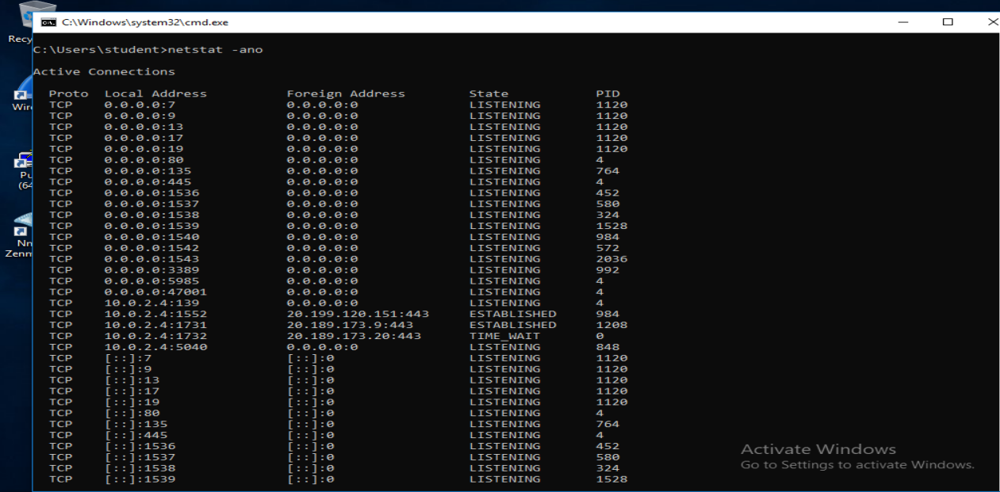 C:\Windows\system32\cmd.exe
Recy
C:\Users\student>netstat -ano
Active Connections
Proto Local Address Foreign Address State PID
TCP 0.0.0.0:7 0.0.0.0:0 LISTENING 1120
TCP 0.0.0.0:9 0.0.0.0:0 LISTENING 1120
Wir
TCP 0.0.0.0:13 0.0.0.0:0 LISTENING 1120
TCP 0.0.0.0:17 0.0.0.0:0 LISTENING 1120
TCP 0.0.0.0:19 0.0.0.0:0 LISTENING 1120
TCP 0.0.0.0:80 0.0.0.0:0 LISTENING 4
TCP 0.0.0.0:135 0.0.0.0:0 LISTENING 764
Pu
TCP 0.0.0.0:445 0.0.0.0:0 LISTENING 4
(64
TCP 0.0.0.0:1536 0.0.0.0:0 LISTENING 452
TCP 0.0.0.0:1537 0.0.0.0:0 LISTENING 580
TCP 0.0.0.0:1538 0.0.0.0:0 LISTENING 324
TCP 0.0.0.0:1539 0.0.0.0:0 LISTENING 1528
TCP 0.0.0.0:1540 0.0.0.0:0 LISTENING 984
Nm
TCP 0.0.0.0:1542 0.0.0.0:0 LISTENING 572
Zenm
TCP 0.0.0.0:1543 0.0.0.0:0 LISTENING 2036
TCP 0.0.0.0:3389 0.0.0.0:0 LISTENING 992
TCP 0.0.0.0:5985 0.0.0.0:0 LISTENING 4
TCP 0.0.0.0:47001 0.0.0.0:0 LISTENING 4
TCP 10.0.2.4:139 0.0.0.0:0 LISTENING 4
TCP 10.0.2.4:1552 20.199.120.151:443 ESTABLISHED 984
TCP 10.0.2.4:1731 20.189.173.9:443 ESTABLISHED 1208
TCP 10.0.2.4:1732 20.189.173.20:443 TIME_WAIT 0
TCP 10.0.2.4:5040 0.0.0.0:0 LISTENING 848
TCP [::]:7 [::]:0 LISTENING 1120
TCP [::]:9 [::]:0 LISTENING 1120
TCP [::]:13 [::]:0 LISTENING 1120
TCP [::]:17 [::]:0 LISTENING 1120
TCP [::]:19 [::]:0 LISTENING 1120
TCP [::]:80 [::]:0 LISTENING 4
TCP [::]:135 [::]:0 LISTENING 764
TCP [::]:445 [::]:0 LISTENING 4
TCP [::]:1536 [::]:0 LISTENING 452
TCP [::]:1537 [::]:0 LISTENING 580
TCP [::]:1538 [::]:0 LISTENING 324
TCP [::]:1539 [::]:0 LISTENING 1528
Activate Windows
Go to Settings to activate Windows.